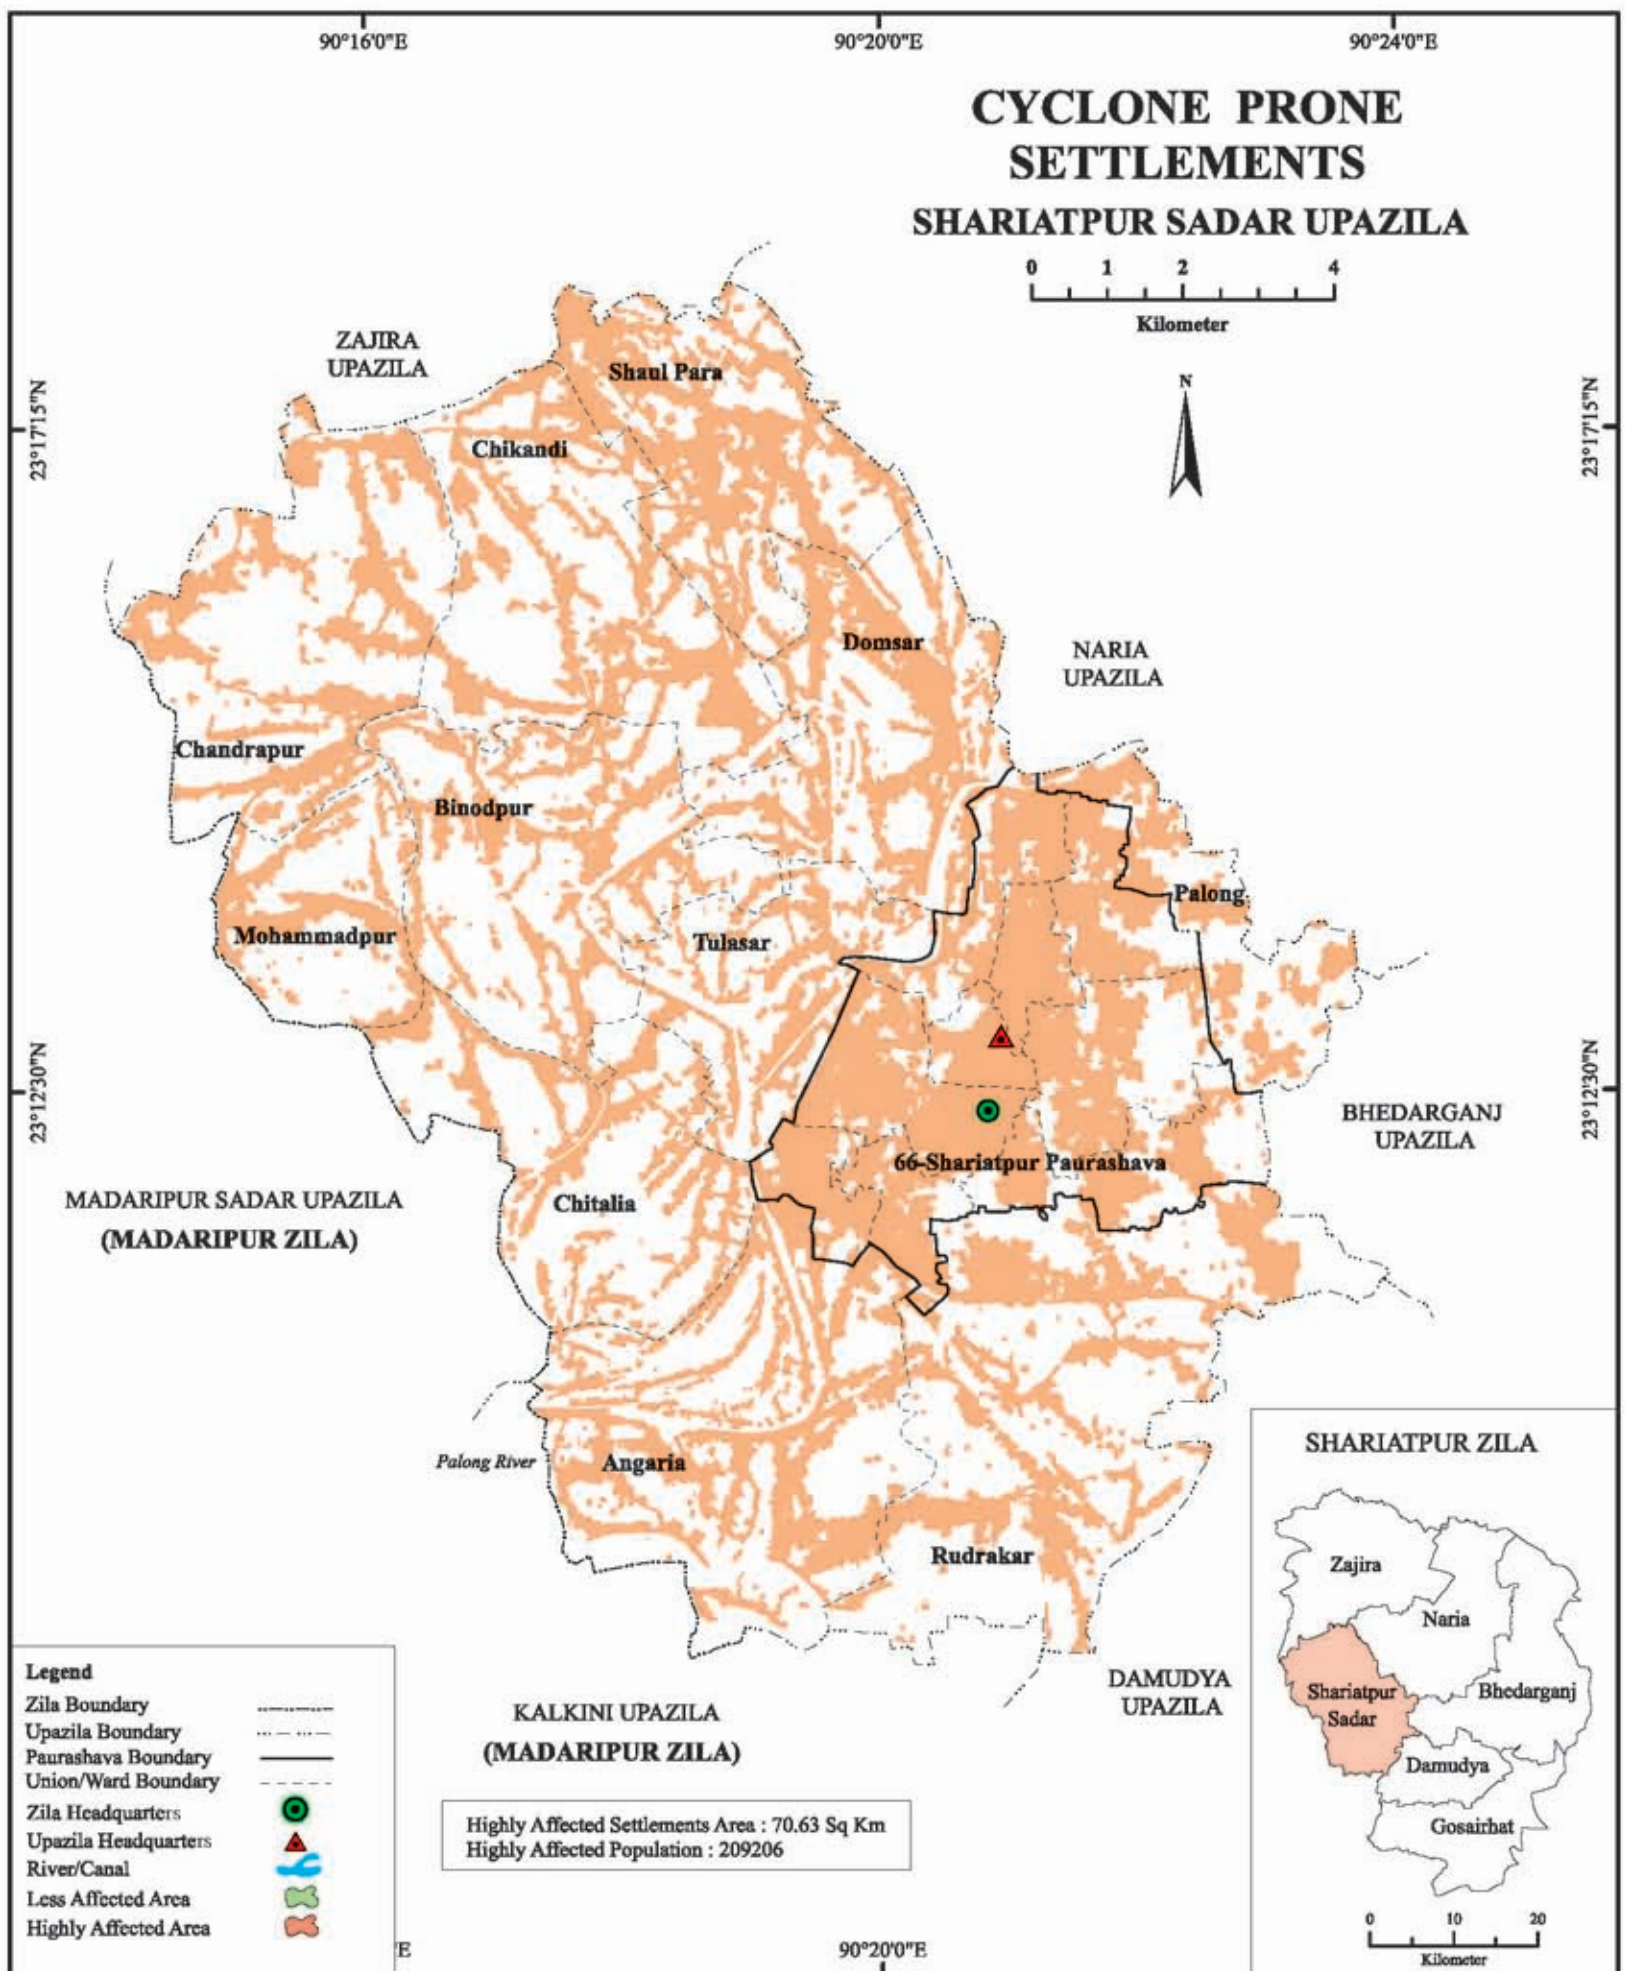 90°16'0"E
90°20'0"E
90°24'0"E
CYCLONE PRONE
SETTLEMENTS
SHARIATPUR SADAR UPAZILA
0 1 2 4
Kilometer
N
ZAJIRA
UPAZILA
Shaul Para
23°17'15"N
23°17'15"N
Chikandi
Domsar
NARIA
UPAZILA
Chandrapur
Binodpur
Palong
Mohammadpur
Tulasar
23°12'30"N
23°12'30"N
BHEDARGANJ
UPAZILA
66-Shariatpur Paurashava
MADARIPUR SADAR UPAZILA
(MADARIPUR ZILA)
Chitalia
Palong River
Angaria
Rudrakar
DAMUDYA
UPAZILA
KALKINI UPAZILA
(MADARIPUR ZILA)
Highly Affected Settlements Area : 70.63 Sq Km
Highly Affected Population : 209206
Legend
Zila Boundary
Upazila Boundary
Paurashava Boundary
Union/Ward Boundary
Zila Headquarters
Upazila Headquarters
River/Canal
Less Affected Area
Highly Affected Area
'E
90°20'0"E
SHARIATPUR ZILA
Zajira
Naria
Shariatpur
Sadar
Bhedarganj
Damudya
Gosairhat
0 10 20
Kilometer